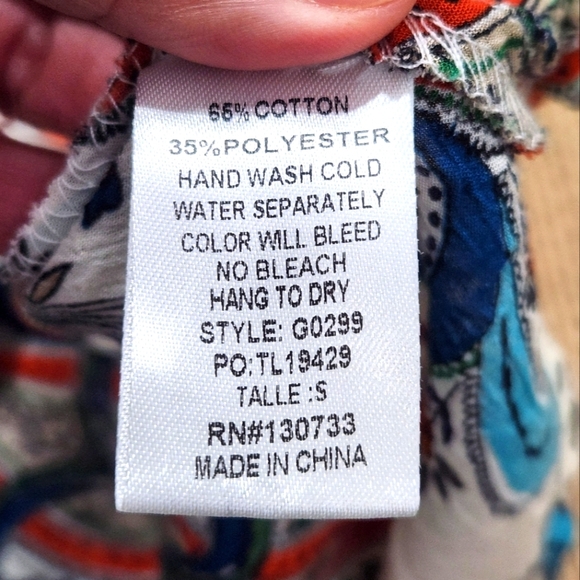 65% COTTON
35%POLYESTER
HAND WASH COLD
WATER SEPARATELY
COLOR WILL BLEED
NO BLEACH
HANG TO DRY
STYLE: G0299
PO:TL19429
TALLE :S
RN#130733
MADE IN CHINA